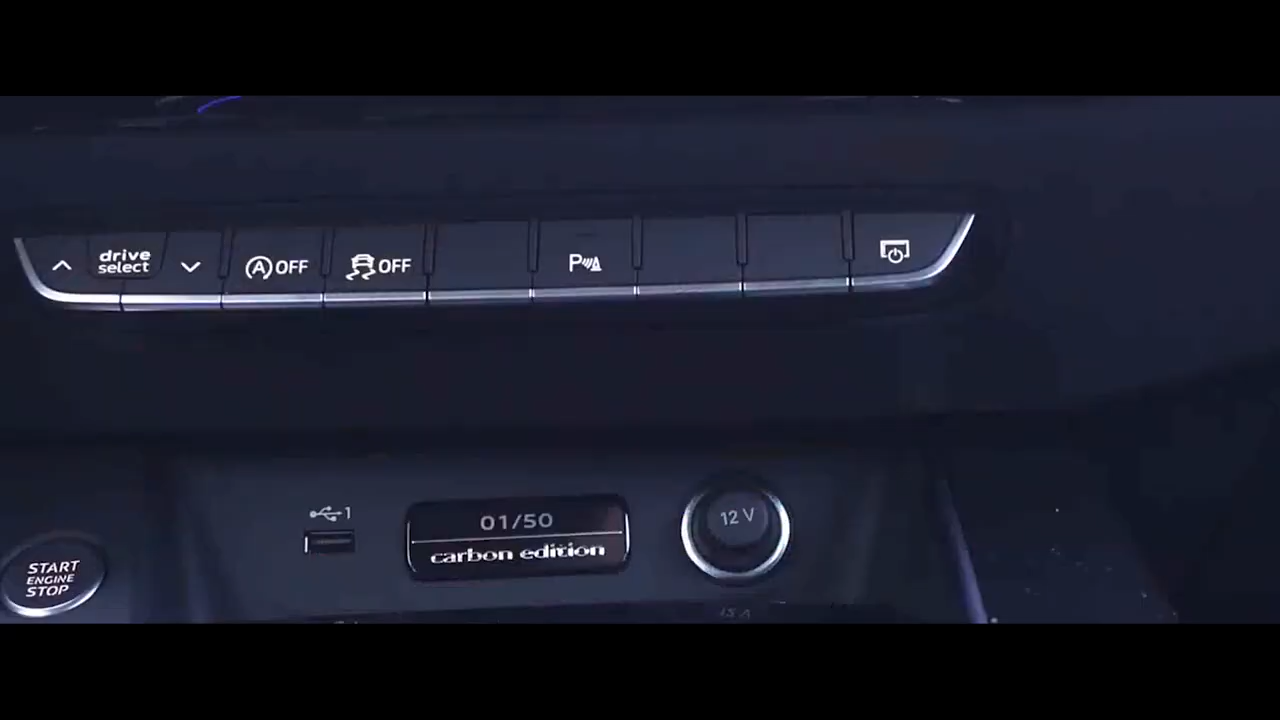 drive
select
A OFF
OFF
P
1
01/50
carbon edition
12 V
START
ENGINE
STOP